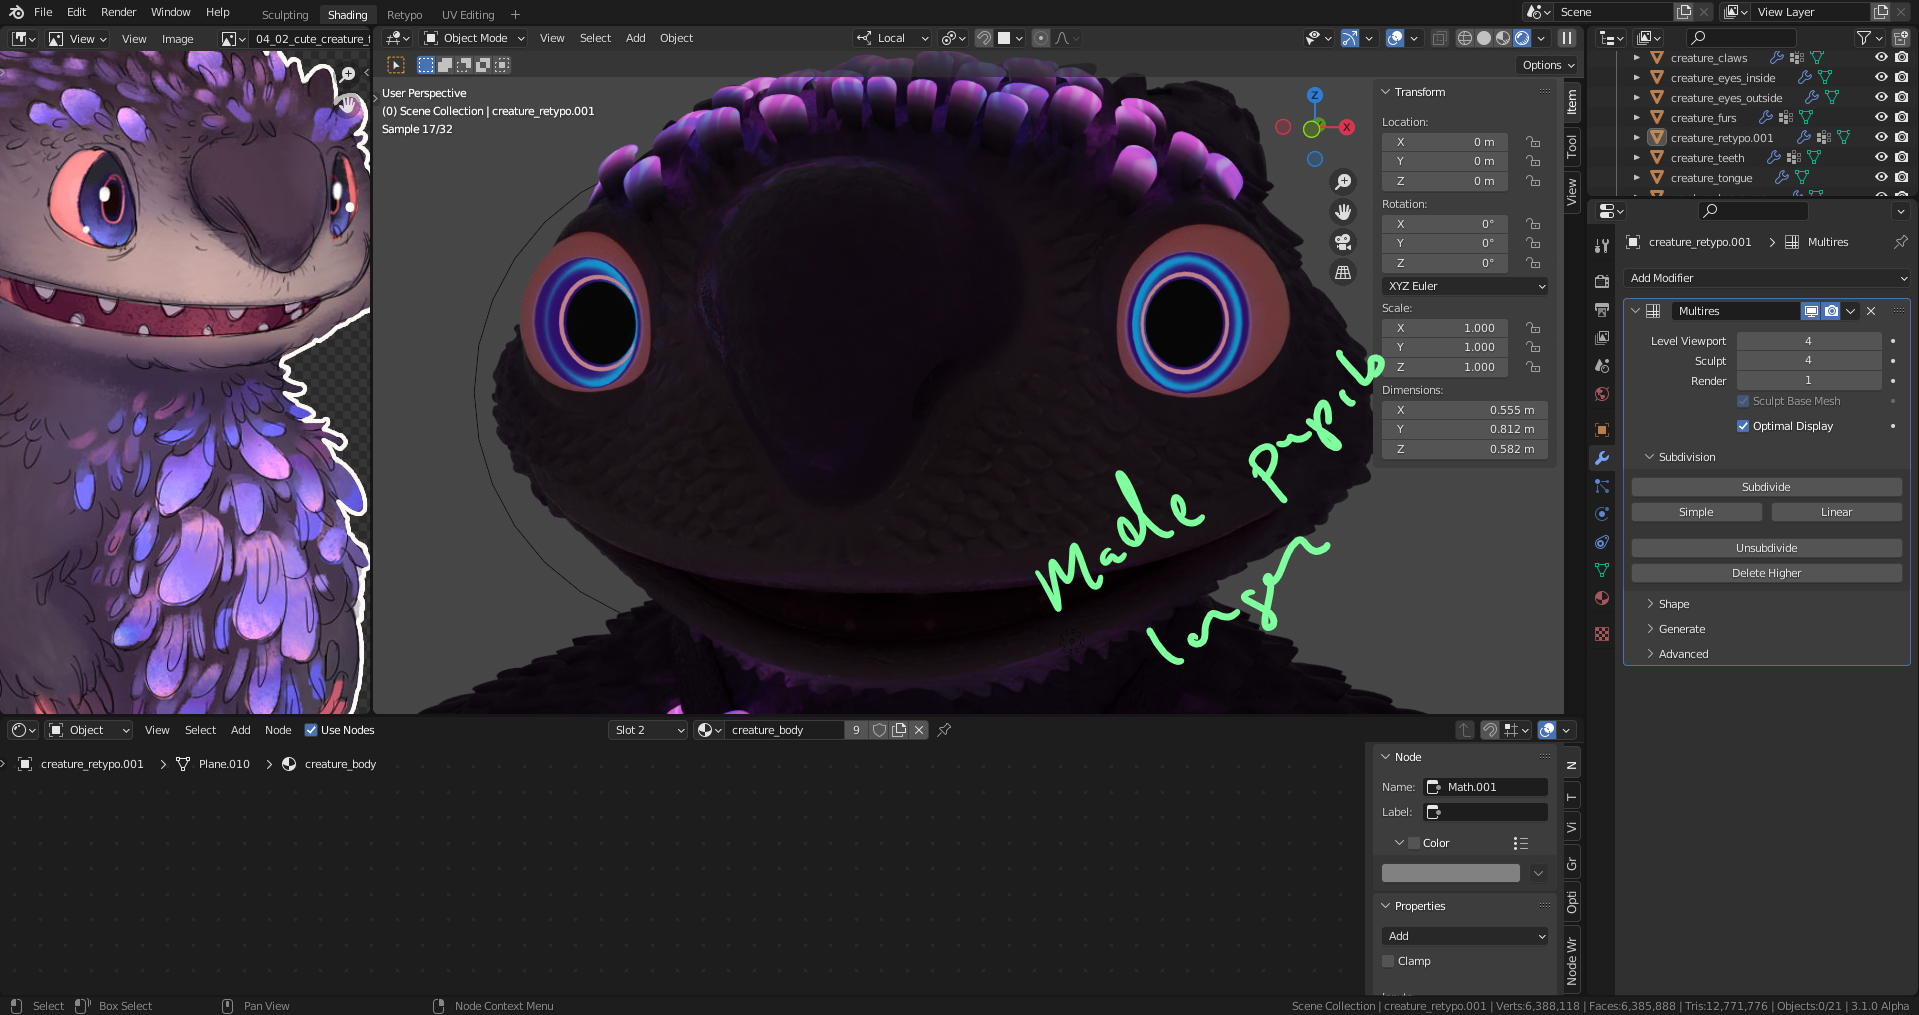 File Edit Render Window Help Sculpting Shading Retypo UV Editing + Scene View Layer
View View Image 04_02_cute_creature_ Object Mode View Select Add Object Local
Options
User Perspective
(0) Scene Collection | creature_retypo.001
Sample 17/32
Z
X
Transform
Location:
X 0 m
Y 0 m
Z 0 m
Rotation:
X 0°
Y 0°
Z 0°
XYZ Euler
Scale:
X 1.000
Y 1.000
Z 1.000
Dimensions:
X 0.555 m
Y 0.812 m
Z 0.582 m
Item
Tool
View
Made pupils
larger
creature_claws
creature_eyes_inside
creature_eyes_outside
creature_furs
creature_retypo.001
creature_teeth
creature_tongue
creature_retypo.001 Multires
Add Modifier
Multires
Level Viewport 4
Sculpt 4
Render 1
Sculpt Base Mesh
Optimal Display
Subdivision
Subdivide
Simple Linear
Unsubdivide
Delete Higher
Shape
Generate
Advanced
Object View Select Add Node Use Nodes Slot 2 creature_body 9
creature_retypo.001 Plane.010 creature_body
Node
Name: Math.001
Label:
Color
Properties
Add
Clamp
N
T
Vi
Gr
Opti
Node Wr
Select Box Select Pan View Node Context Menu Scene Collection | creature_retypo.001 | Verts:6,388,118 | Faces:6,385,888 | Tris:12,771,776 | Objects:0/21 | 3.1.0 Alpha